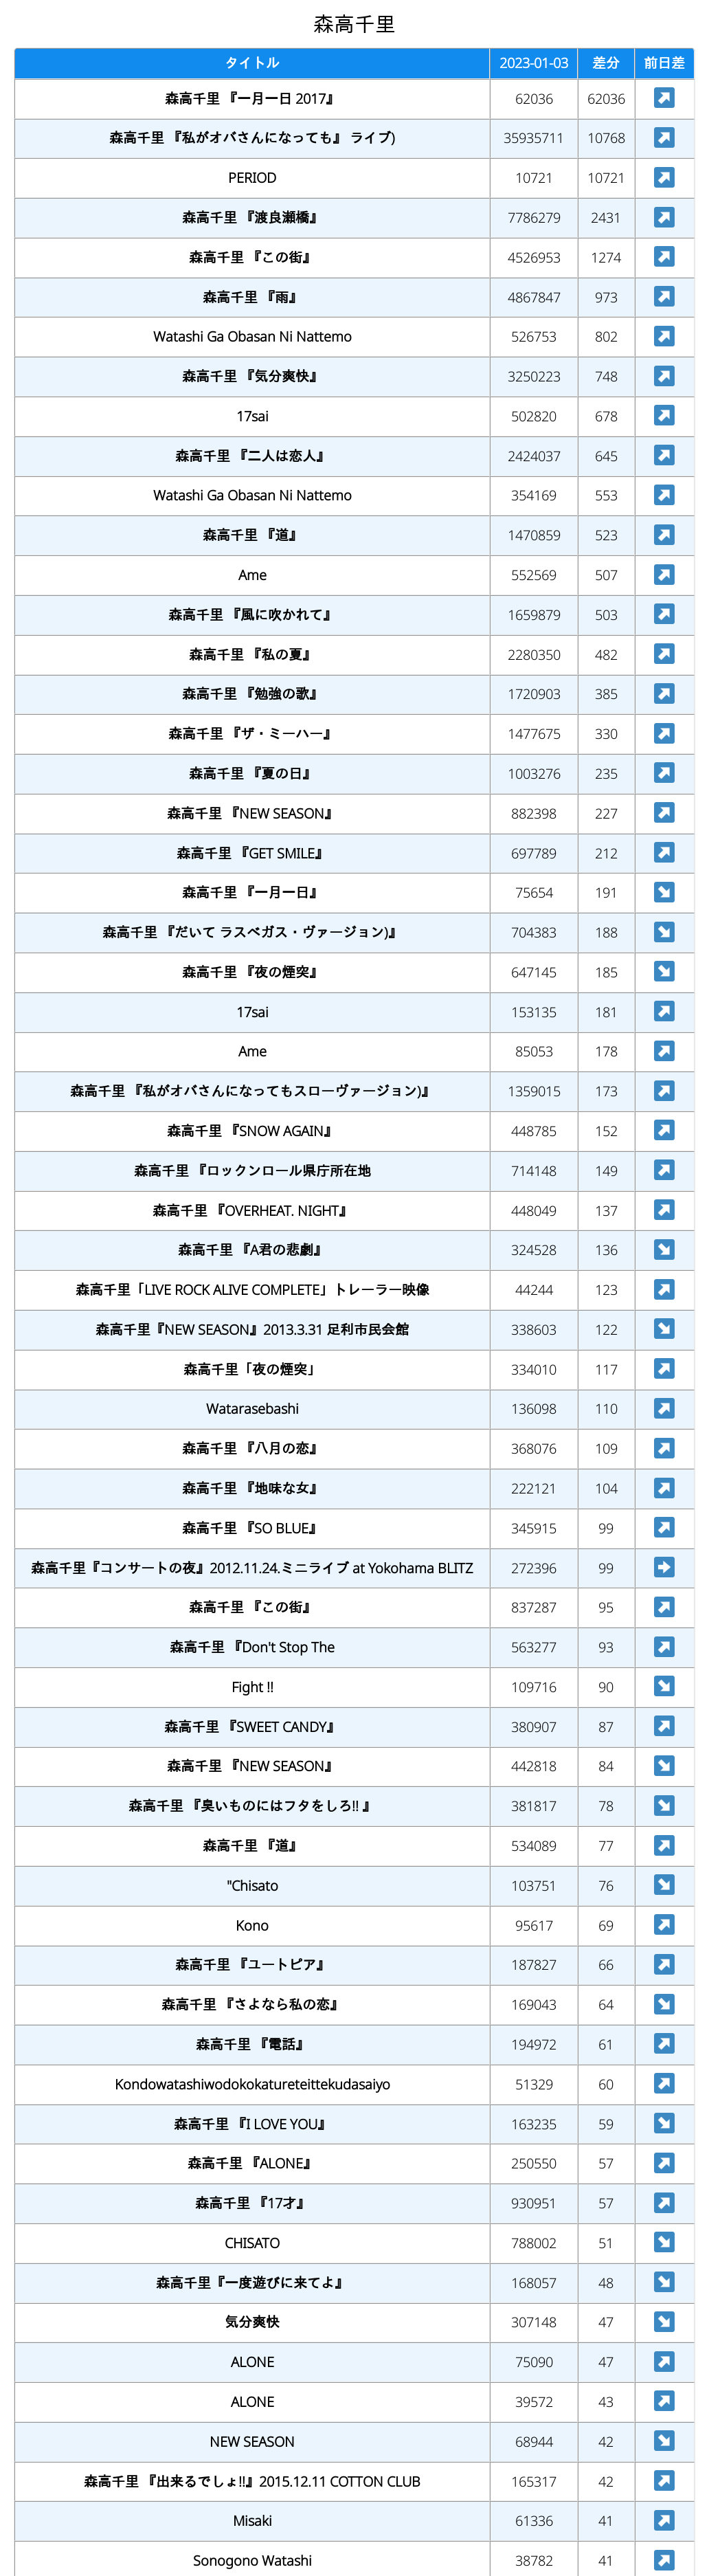 森高千里
タイトル 2023-01-03 差分 前日差
森高千里 『一月一日 2017』 62036 62036
森高千里 『私がオバさんになっても』 ライブ) 35935711 10768
PERIOD 10721 10721
森高千里 『渡良瀬橋』 7786279 2431
森高千里 『この街』 4526953 1274
森高千里 『雨』 4867847 973
Watashi Ga Obasan Ni Nattemo 526753 802
森高千里 『気分爽快』 3250223 748
17sai 502820 678
森高千里 『二人は恋人』 2424037 645
Watashi Ga Obasan Ni Nattemo 354169 553
森高千里 『道』 1470859 523
Ame 552569 507
森高千里 『風に吹かれて』 1659879 503
森高千里 『私の夏』 2280350 482
森高千里 『勉強の歌』 1720903 385
森高千里 『ザ・ミーハー』 1477675 330
森高千里 『夏の日』 1003276 235
森高千里 『NEW SEASON』 882398 227
森高千里 『GET SMILE』 697789 212
森高千里 『一月一日』 75654 191
森高千里 『だいて ラスベガス・ヴァージョン)』 704383 188
森高千里 『夜の煙突』 647145 185
17sai 153135 181
Ame 85053 178
森高千里 『私がオバさんになってもスローヴァージョン)』 1359015 173
森高千里 『SNOW AGAIN』 448785 152
森高千里 『ロックンロール県庁所在地 714148 149
森高千里 『OVERHEAT. NIGHT』 448049 137
森高千里 『A君の悲劇』 324528 136
森高千里「LIVE ROCK ALIVE COMPLETE」トレーラー映像 44244 123
森高千里『NEW SEASON』2013.3.31 足利市民会館 338603 122
森高千里「夜の煙突」 334010 117
Watarasebashi 136098 110
森高千里 『八月の恋』 368076 109
森高千里 『地味な女』 222121 104
森高千里 『SO BLUE』 345915 99
森高千里『コンサートの夜』2012.11.24.ミニライブ at Yokohama BLITZ 272396 99
森高千里 『この街』 837287 95
森高千里 『Don't Stop The 563277 93
Fight !! 109716 90
森高千里 『SWEET CANDY』 380907 87
森高千里 『NEW SEASON』 442818 84
森高千里 『臭いものにはフタをしろ!! 』 381817 78
森高千里 『道』 534089 77
"Chisato 103751 76
Kono 95617 69
森高千里 『ユートピア』 187827 66
森高千里 『さよなら私の恋』 169043 64
森高千里 『電話』 194972 61
Kondowatashiwodokokatureteittekudasaiyo 51329 60
森高千里 『I LOVE YOU』 163235 59
森高千里 『ALONE』 250550 57
森高千里 『17才』 930951 57
CHISATO 788002 51
森高千里『一度遊びに来てよ』 168057 48
気分爽快 307148 47
ALONE 75090 47
ALONE 39572 43
NEW SEASON 68944 42
森高千里 『出来るでしょ!!』2015.12.11 COTTON CLUB 165317 42
Misaki 61336 41
Sonogono Watashi 38782 41